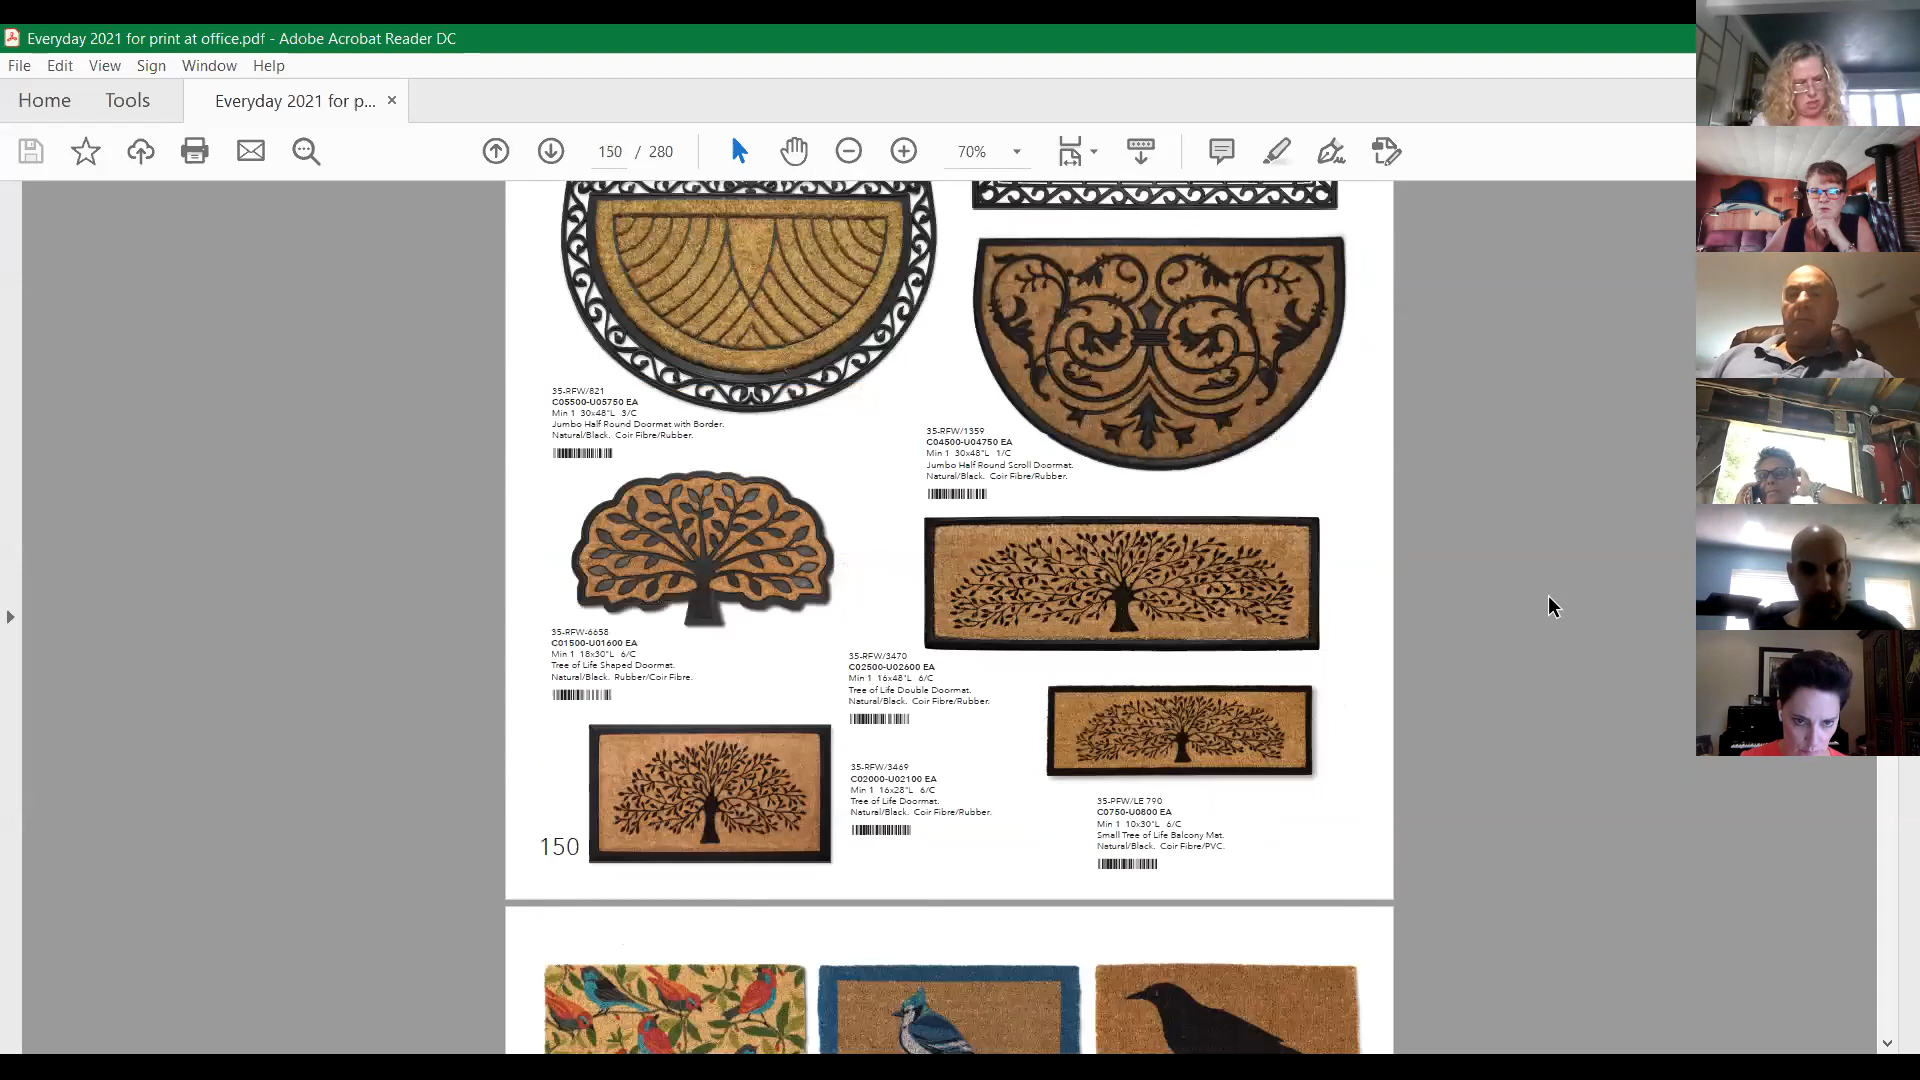 Everyday 2021 for print at office.pdf - Adobe Acrobat Reader DC
File Edit View Sign Window Help
Home Tools Everyday 2021 for p... ×
150 / 280 70%
35-RFW/821
C05500-U05750 EA
Min 1 30x48"L 3/C
Jumbo Half Round Doormat with Border.
Natural/Black. Coir Fibre/Rubber.
35-RFW/1359
C04500-U04750 EA
Min 1 30x48"L 1/C
Jumbo Half Round Scroll Doormat.
Natural/Black. Coir Fibre/Rubber.
35-RFW-6658
C01500-U01600 EA
Min 1 18x30"L 6/C
Tree of Life Shaped Doormat.
Natural/Black. Rubber/Coir Fibre.
35-RFW/3470
C02500-U02600 EA
Min 1 16x48"L 6/C
Tree of Life Double Doormat.
Natural/Black. Coir Fibre/Rubber.
35-RFW/3469
C02000-U02100 EA
Min 1 16x28"L 6/C
Tree of Life Doormat.
Natural/Black. Coir Fibre/Rubber.
35-PFW/LE 790
C0750-U0800 EA
Min 1 10x30"L 6/C
Small Tree of Life Balcony Mat.
Natural/Black. Coir Fibre/PVC.
150